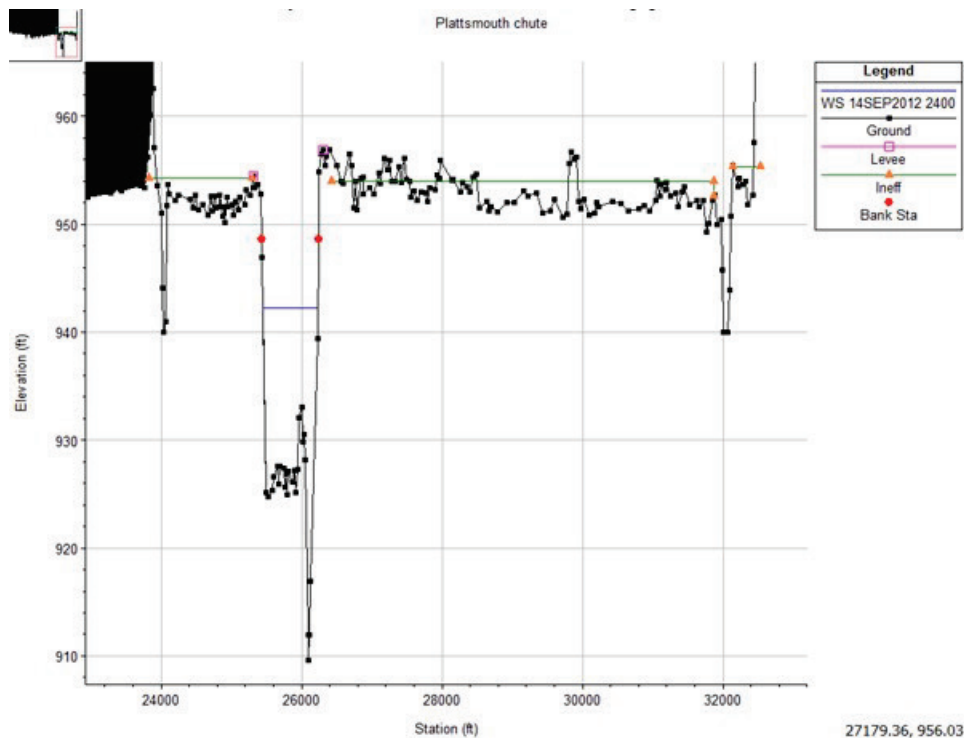 Plattsmouth chute
Legend
WS 14SEP2012 2400
Ground
Levee
Ineff
Bank Sta
Elevation (ft)
960
950
940
930
920
910
24000
26000
28000
30000
32000
Station (ft)
27179.36, 956.03